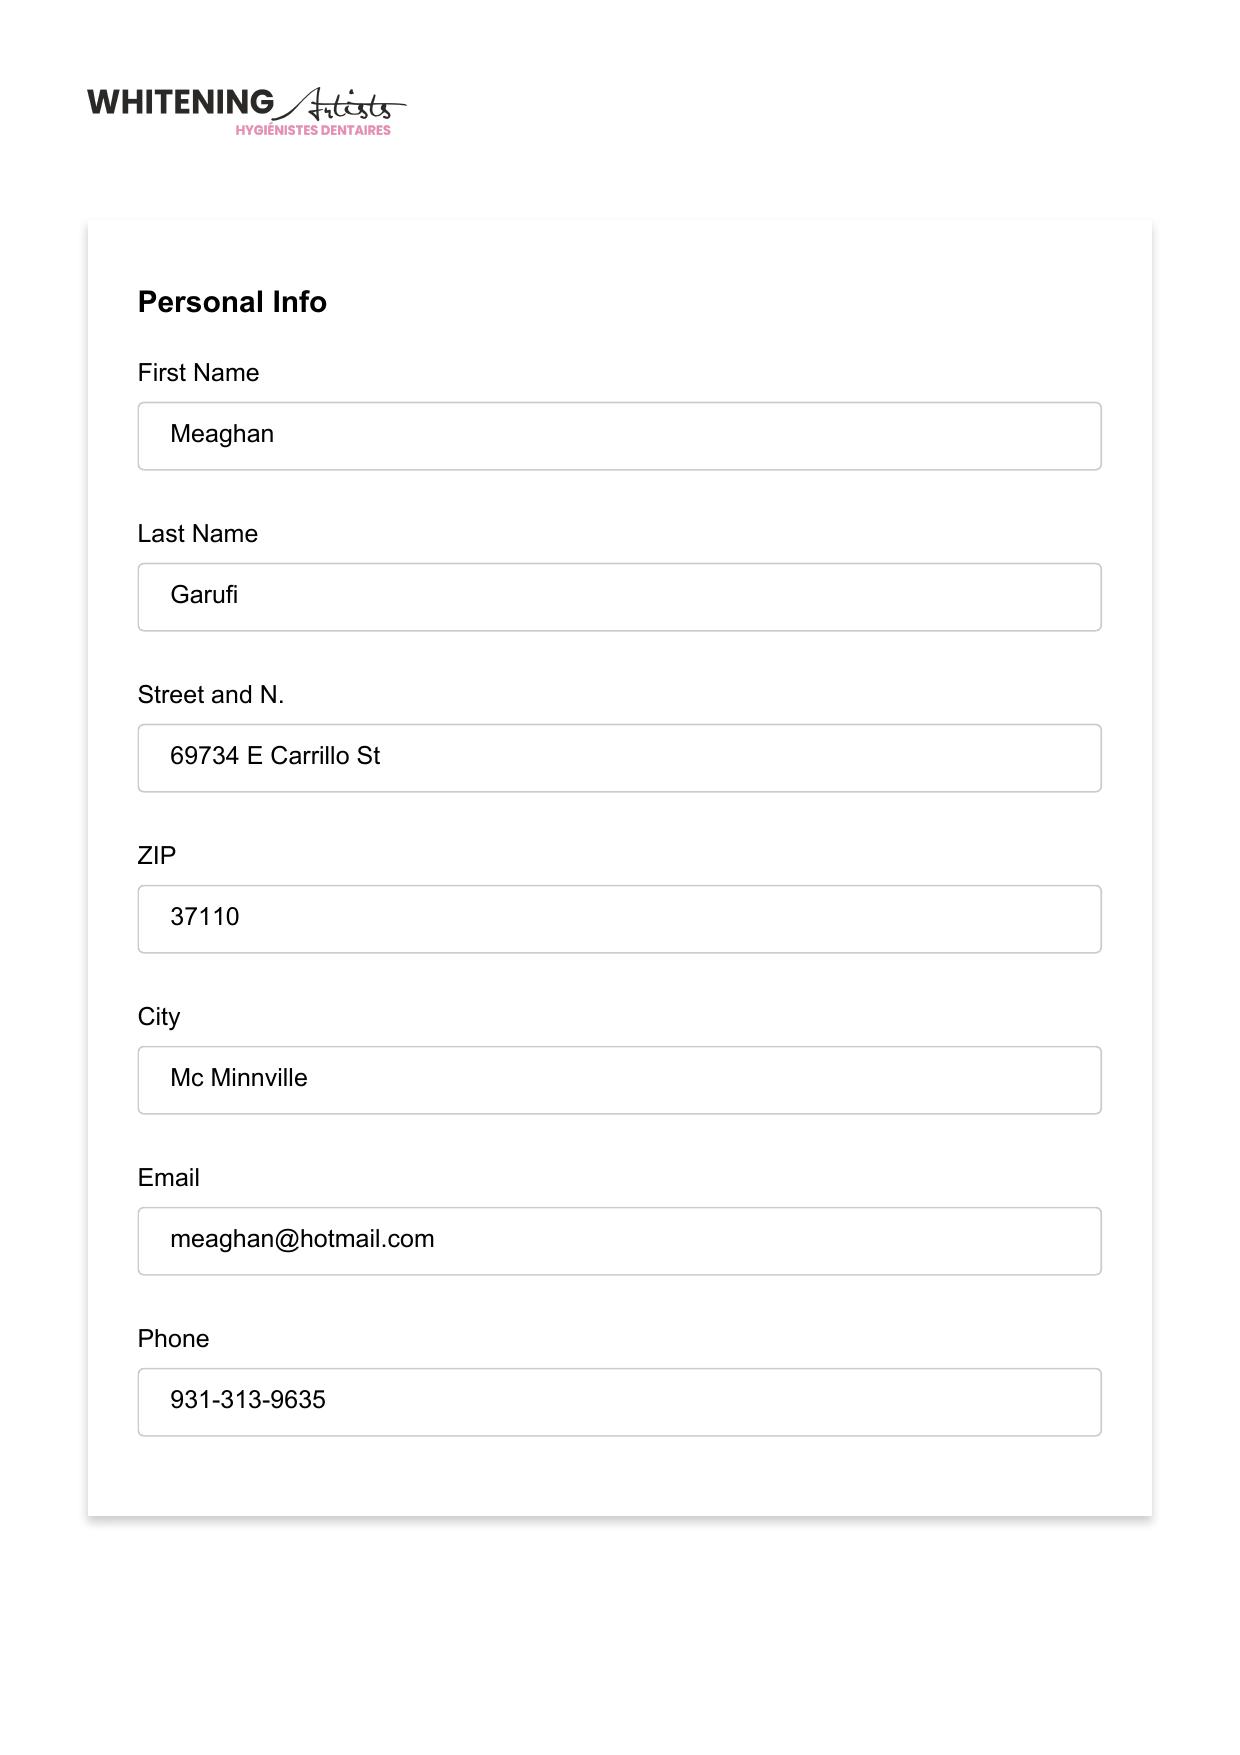 WHITENING Artists
HYGIÉNISTES DENTAIRES
Personal Info
First Name
Meaghan
Last Name
Garufi
Street and N.
69734 E Carrillo St
ZIP
37110
City
Mc Minnville
Email
meaghan@hotmail.com
Phone
931-313-9635